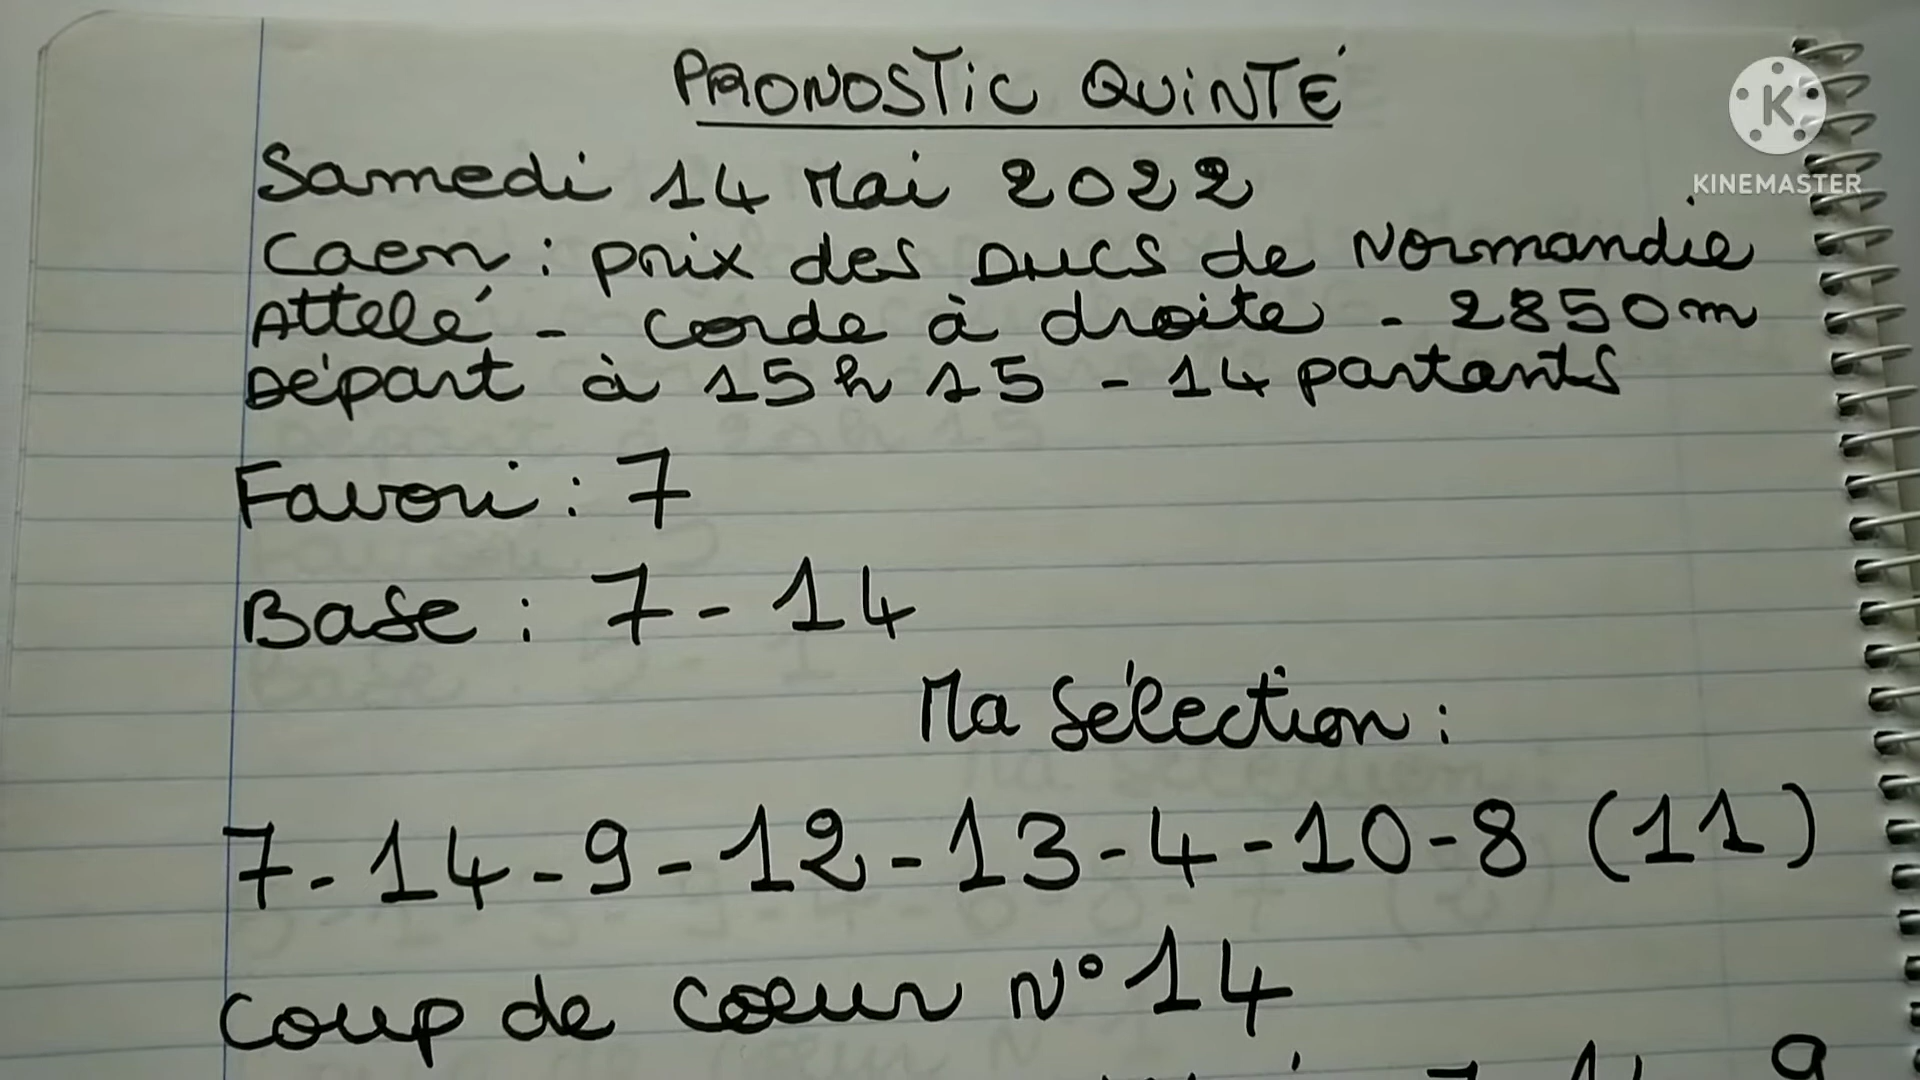 PRONOSTIC QUINTÉ
Samedi 14 Mai 2022
Caen : prix des Ducs de Normandie
Attelé - corde à droite - 2850m
Départ à 15h15 - 14 partants
Favori : 7
Base : 7 - 14
Ma Sélection :
7 - 14 - 9 - 12 - 13 - 4 - 10 - 8 (11)
Coup de coeur N° 14
K
KINEMASTER